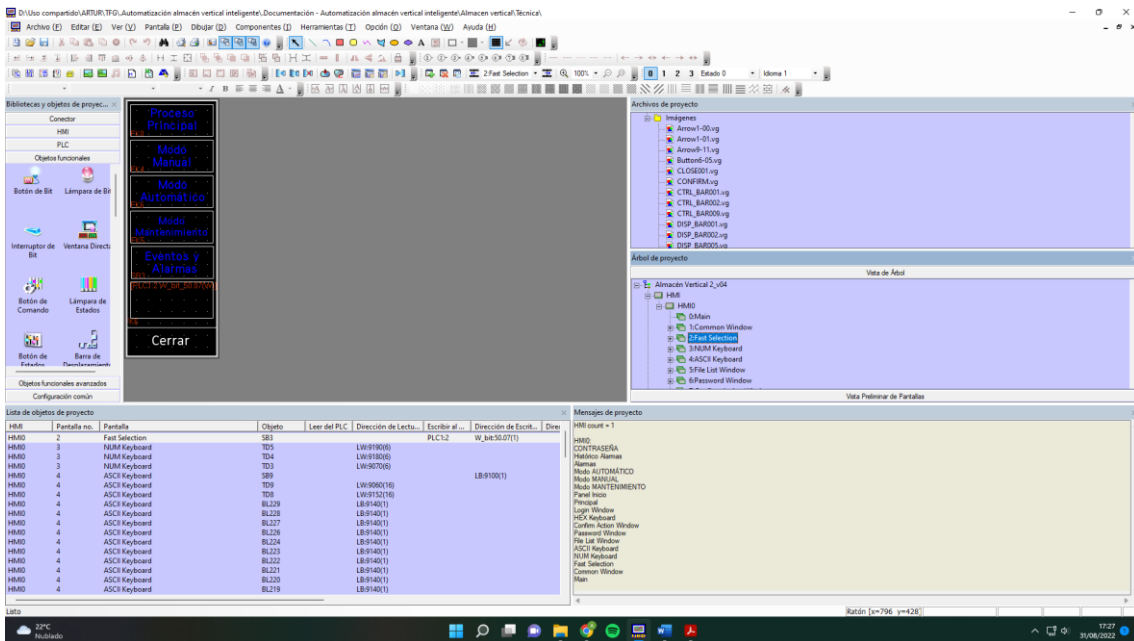 D:\Uso compartido\ARTUR\TFG\.Automatización almacén vertical inteligente\.Documentación - Automatización almacén vertical inteligente\Almacen vertical\Técnica\
Archivo (F) Editar (E) Ver (V) Pantalla (P) Dibujar (D) Componentes (I) Herramientas (T) Opción (O) Ventana (W) Ayuda (H)
2:Fast Selection 100% 0 1 2 3 Estado 0 Idioma 1
Bibliotecas y objetos de proyec...
Conector
HMI
PLC
Objetos funcionales
Botón de Bit Lámpara de Bit
Interruptor de Bit Ventana Directa
Botón de Comando Lámpara de Estados
Botón de Estados Barra de Desplazamiento
Objetos funcionales avanzados
Configuración común
Proceso
Principal
Modo
Manual
Modo
Automático
Modo
Mantenimiento
Eventos y
Alarmas
Cerrar
Archivos de proyecto
Imágenes
Arrow1-00.vg
Arrow1-01.vg
Arrow9-11.vg
Button6-05.vg
CLOSE001.vg
CONFIRM.vg
CTRL_BAR001.vg
CTRL_BAR002.vg
CTRL_BAR009.vg
DISP_BAR001.vg
DISP_BAR002.vg
DISP_BAR005.vg
Árbol de proyecto
Vista de Árbol
Almacén Vertical 2_v04
HMI
HMI0
0:Main
1:Common Window
2:Fast Selection
3:NUM Keyboard
4:ASCII Keyboard
5:File List Window
6:Password Window
Vista Preliminar de Pantallas
Lista de objetos de proyecto
HMI Pantalla no. Pantalla Objeto Leer del PLC Dirección de Lectu... Escribir al ... Dirección de Escrit... Direc
HMI0 2 Fast Selection SB3 PLC1:2 W_bit:50.07(1)
HMI0 3 NUM Keyboard TD5 LW:9190(6)
HMI0 3 NUM Keyboard TD4 LW:9180(6)
HMI0 3 NUM Keyboard TD3 LW:9070(6)
HMI0 4 ASCII Keyboard SB9 LB:9100(1)
HMI0 4 ASCII Keyboard TD9 LW:9060(16)
HMI0 4 ASCII Keyboard TD8 LW:9152(16)
HMI0 4 ASCII Keyboard BL229 LB:9140(1)
HMI0 4 ASCII Keyboard BL228 LB:9140(1)
HMI0 4 ASCII Keyboard BL227 LB:9140(1)
HMI0 4 ASCII Keyboard BL226 LB:9140(1)
HMI0 4 ASCII Keyboard BL224 LB:9140(1)
HMI0 4 ASCII Keyboard BL223 LB:9140(1)
HMI0 4 ASCII Keyboard BL222 LB:9140(1)
HMI0 4 ASCII Keyboard BL221 LB:9140(1)
HMI0 4 ASCII Keyboard BL220 LB:9140(1)
HMI0 4 ASCII Keyboard BL219 LB:9140(1)
Mensajes de proyecto
HMI count = 1
HMI0:
CONTRASEÑA
Histórico Alarmas
Alarmas
Modo AUTOMÁTICO
Modo MANUAL
Modo MANTENIMIENTO
Panel Inicio
Principal
Login Window
HEX Keyboard
Confirm Action Window
Password Window
File List Window
ASCII Keyboard
NUM Keyboard
Fast Selection
Common Window
Main
Listo Ratón [x=796 y=428]
22°C
Nublado
17:27
31/08/2022